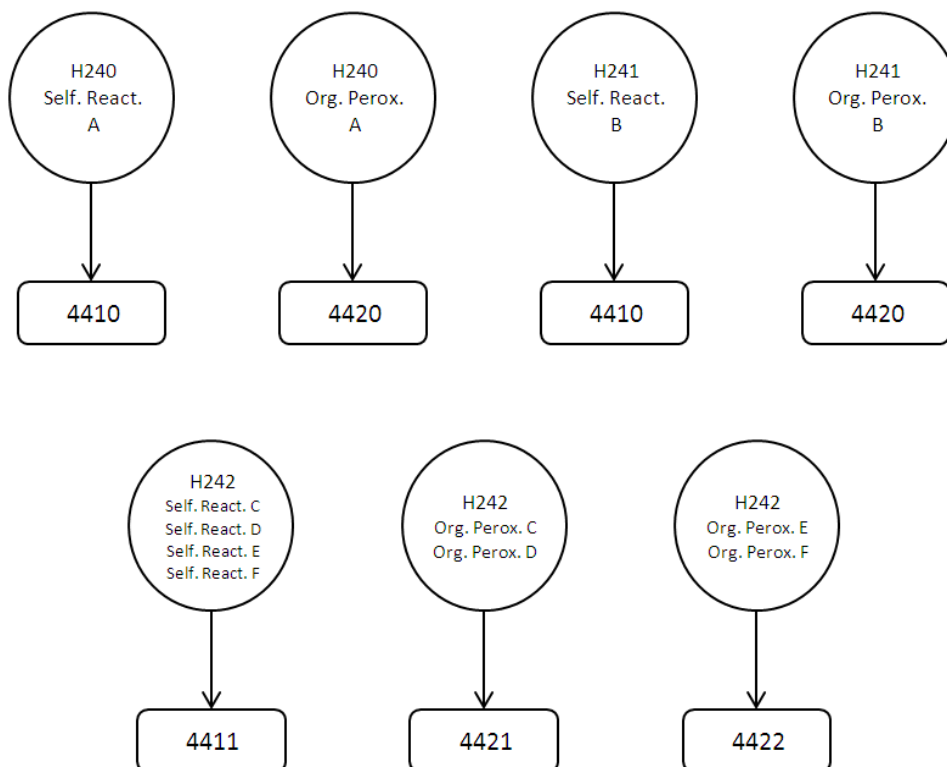 H240
Self. React.
A
H240
Org. Perox.
A
H241
Self. React.
B
H241
Org. Perox.
B
4410
4420
4410
4420
H242
Self. React. C
Self. React. D
Self. React. E
Self. React. F
H242
Org. Perox. C
Org. Perox. D
H242
Org. Perox. E
Org. Perox. F
4411
4421
4422